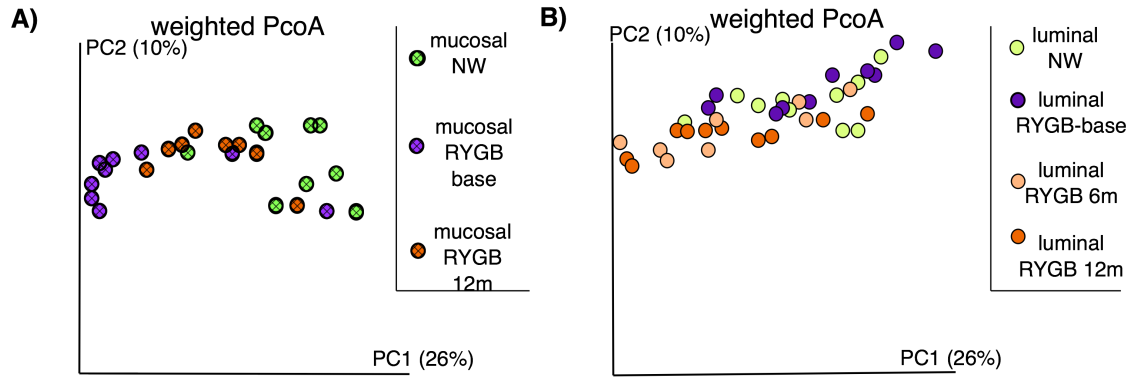 A)
weighted PcoA
PC2 (10%)
mucosal
NW
mucosal
RYGB
base
mucosal
RYGB
12m
PC1 (26%)
B)
weighted PcoA
PC2 (10%)
luminal
NW
luminal
RYGB-base
luminal
RYGB 6m
luminal
RYGB 12m
PC1 (26%)